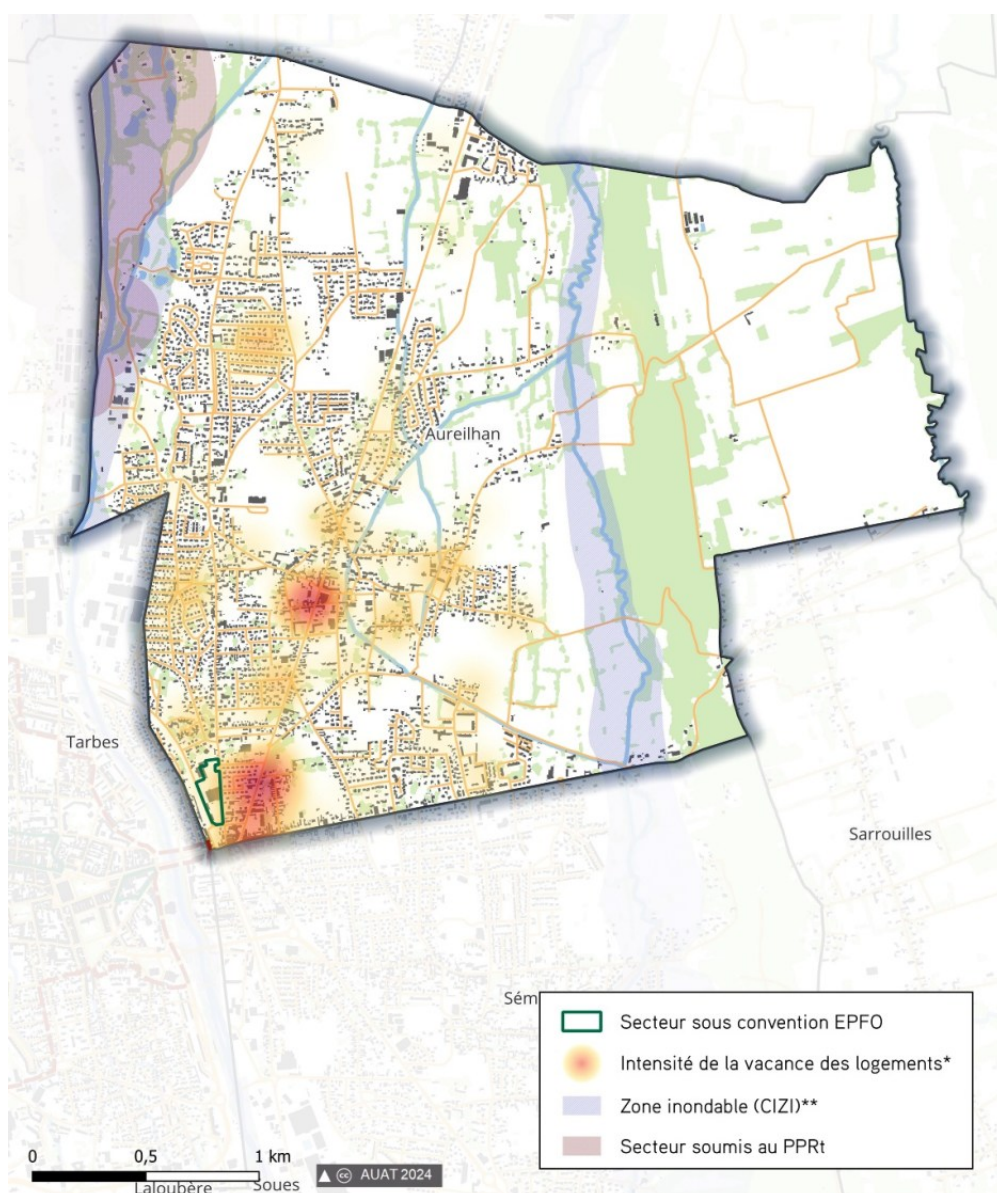 Aureilhan
Tarbes
Sarrouilles
Sém
Secteur sous convention EPFO
Intensité de la vacance des logements*
Zone inondable (CIZI)**
Secteur soumis au PPRt
0 0,5 1 km
AUAT 2024
Laloubère Soues